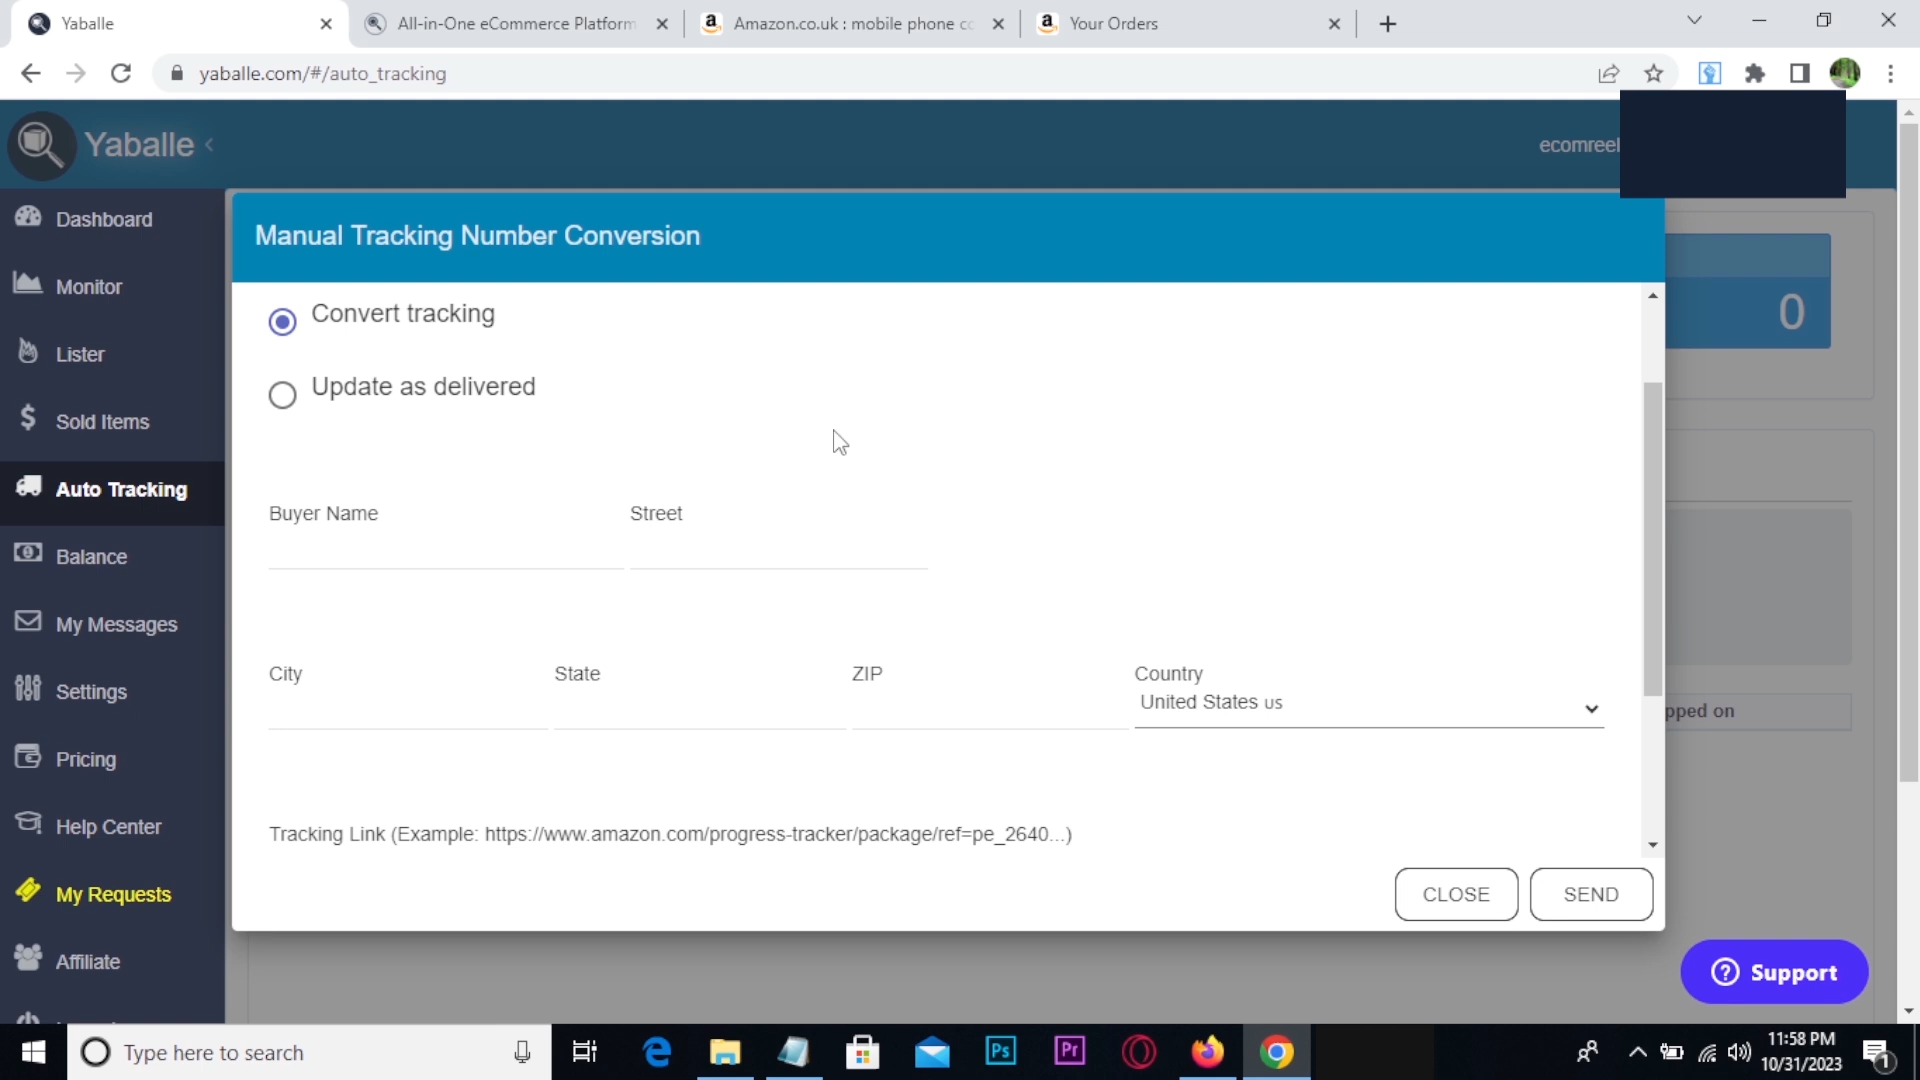 Yaballe
All-in-One eCommerce Platform
Amazon.co.uk : mobile phone co
Your Orders
yaballe.com/#/auto_tracking
Yaballe
ecomreel
Dashboard
Monitor
Lister
Sold Items
Auto Tracking
Balance
My Messages
Settings
Pricing
Help Center
My Requests
Affiliate
Manual Tracking Number Conversion
0
Convert tracking
Update as delivered
Buyer Name Street
City State ZIP Country
United States US
pped on
Tracking Link (Example: https://www.amazon.com/progress-tracker/package/ref=pe_2640...)
CLOSE SEND
Support
Type here to search
Ps
Pr
11:58 PM
10/31/2023
1